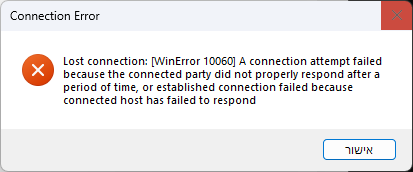 Connection Error
Lost connection: [WinError 10060] A connection attempt failed
because the connected party did not properly respond after a
period of time, or established connection failed because
connected host has failed to respond
אישור